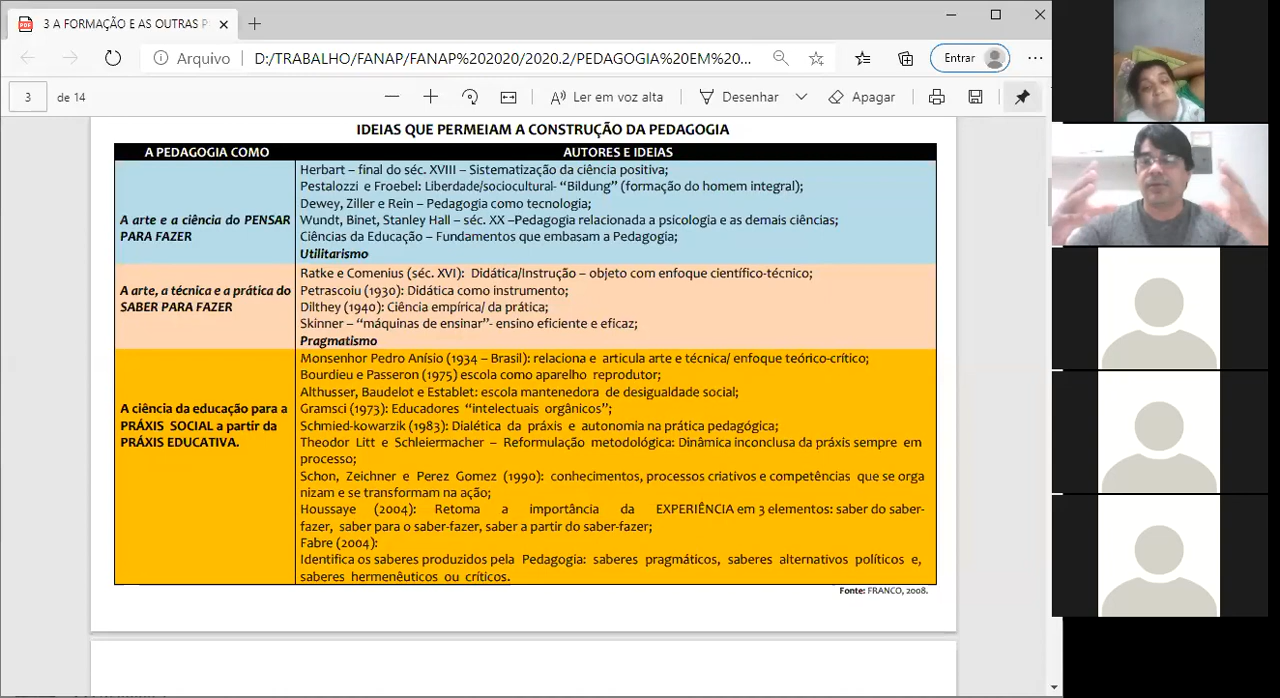 3 A FORMAÇÃO E AS OUTRAS P
Arquivo
D:/TRABALHO/FANAP/FANAP%202020/2020.2/PEDAGOGIA%20EM%20...
Entrar
3 de 14
Ler em voz alta
Desenhar
Apagar
IDEIAS QUE PERMEIAM A CONSTRUÇÃO DA PEDAGOGIA
A PEDAGOGIA COMO
AUTORES E IDEIAS
A arte e a ciência do PENSAR
PARA FAZER
Herbart – final do séc. XVIII – Sistematização da ciência positiva;
Pestalozzi e Froebel: Liberdade/sociocultural- “Bildung” (formação do homem integral);
Dewey, Ziller e Rein – Pedagogia como tecnologia;
Wundt, Binet, Stanley Hall – séc. XX –Pedagogia relacionada a psicologia e as demais ciências;
Ciências da Educação – Fundamentos que embasam a Pedagogia;
Utilitarismo
A arte, a técnica e a prática do
SABER PARA FAZER
Ratke e Comenius (séc. XVI): Didática/Instrução – objeto com enfoque científico-técnico;
Petrascoiu (1930): Didática como instrumento;
Dilthey (1940): Ciência empírica/ da prática;
Skinner – “máquinas de ensinar”- ensino eficiente e eficaz;
Pragmatismo
A ciência da educação para a
PRÁXIS SOCIAL a partir da
PRÁXIS EDUCATIVA.
Monsenhor Pedro Anísio (1934 – Brasil): relaciona e articula arte e técnica/ enfoque teórico-crítico;
Bourdieu e Passeron (1975) escola como aparelho reprodutor;
Althusser, Baudelot e Establet: escola mantenedora de desigualdade social;
Gramsci (1973): Educadores “intelectuais orgânicos”;
Schmied-kowarzik (1983): Dialética da práxis e autonomia na prática pedagógica;
Theodor Litt e Schleiermacher – Reformulação metodológica: Dinâmica inconclusa da práxis sempre em
processo;
Schon, Zeichner e Perez Gomez (1990): conhecimentos, processos criativos e competências que se orga
nizam e se transformam na ação;
Houssaye (2004): Retoma a importância da EXPERIÊNCIA em 3 elementos: saber do saber-
fazer, saber para o saber-fazer, saber a partir do saber-fazer;
Fabre (2004):
Identifica os saberes produzidos pela Pedagogia: saberes pragmáticos, saberes alternativos políticos e,
saberes hermenêuticos ou críticos.
Fonte: FRANCO, 2008.